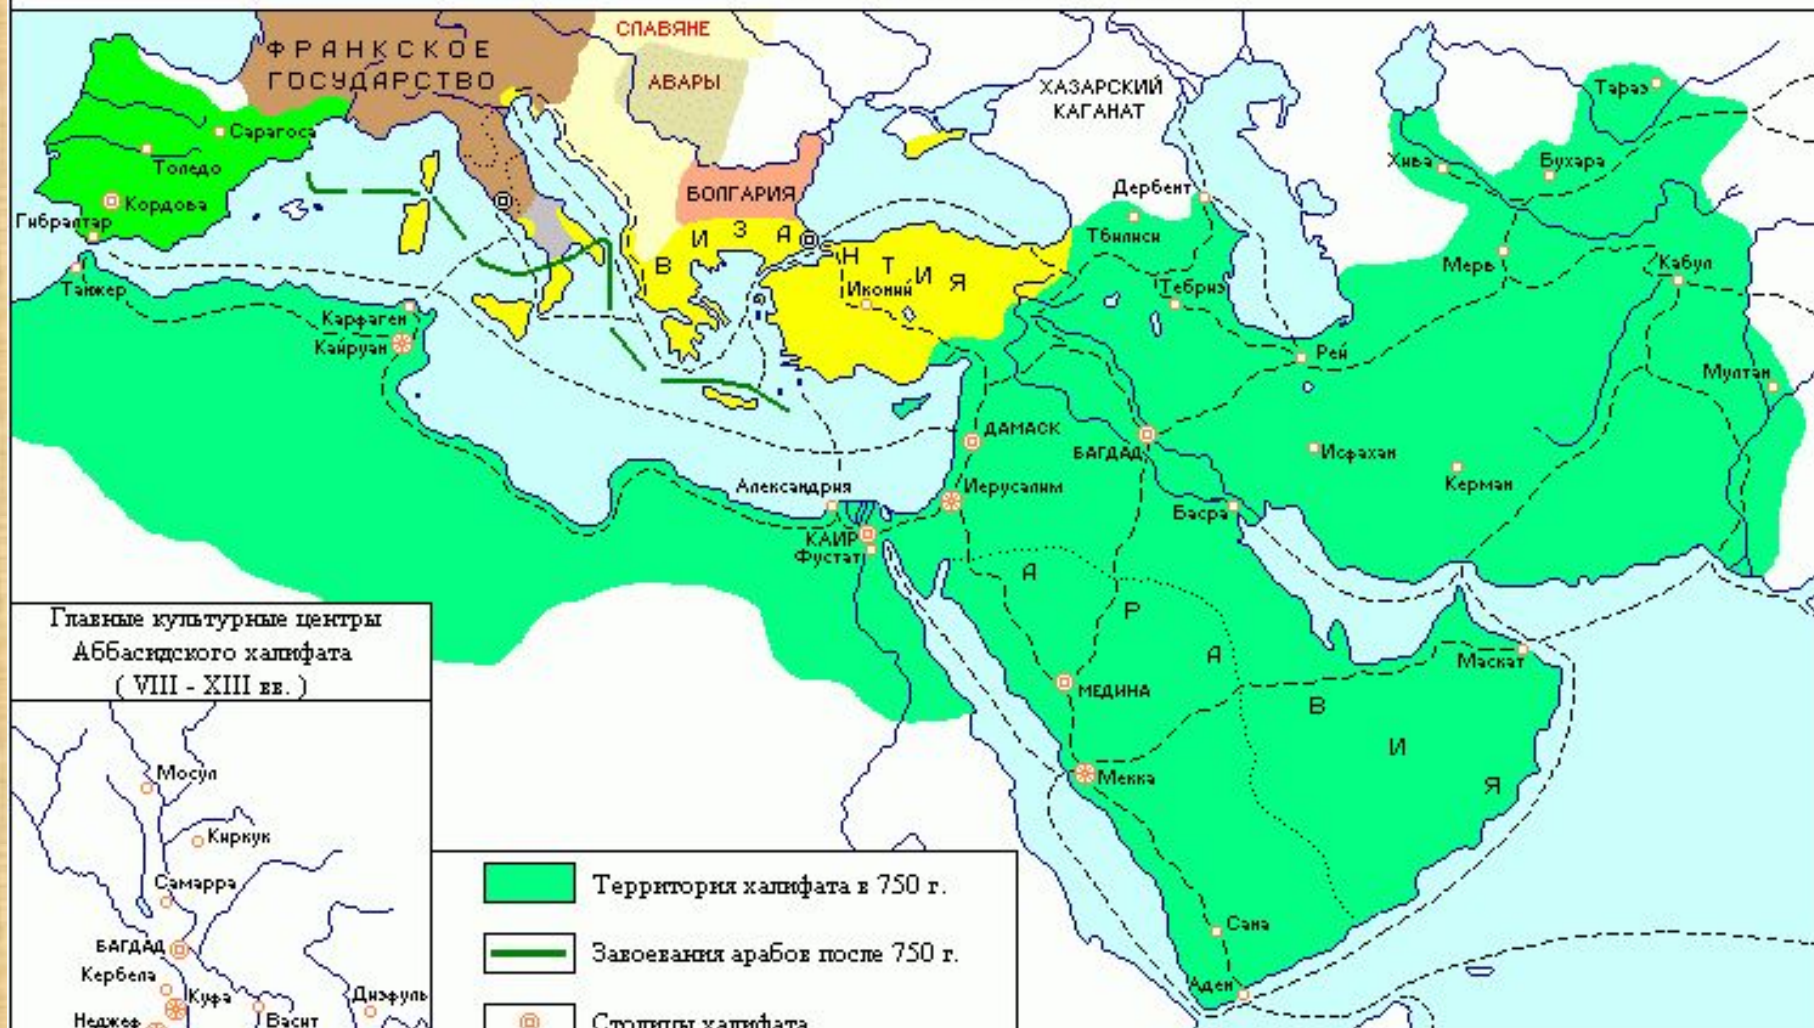 СЛАВЯНЕ
ФРАНКСКОЕ
ГОСУДАРСТВО
АВАРЫ
ХАЗАРСКИЙ
КАГАНАТ
Тараз
Сарагоса
Толедо
Хива
Бухара
БОЛГАРИЯ
Дербент
Кордова
Гибралтар
Тбилиси
ВИЗАНТИЯ
Мерв
Кабул
Танжер
Иконий
Тебриз
Карфаген
Кайруан
Рей
Мултан
ДАМАСК
БАГДАД
Исфахан
Керман
Александрия
Иерусалим
Басра
КАИР
Фустат
АРАВИЯ
Маскат
МЕДИНА
Мекка
Сана
Аден
Главные культурные центры
Аббасидского халифата
( VIII - XIII вв. )
Мосул
Киркук
Самарра
БАГДАД
Кербела
Куфа
Дизфуль
Неджеф
Васит
Территория халифата в 750 г.
Завоевания арабов после 750 г.
Столицы халифата